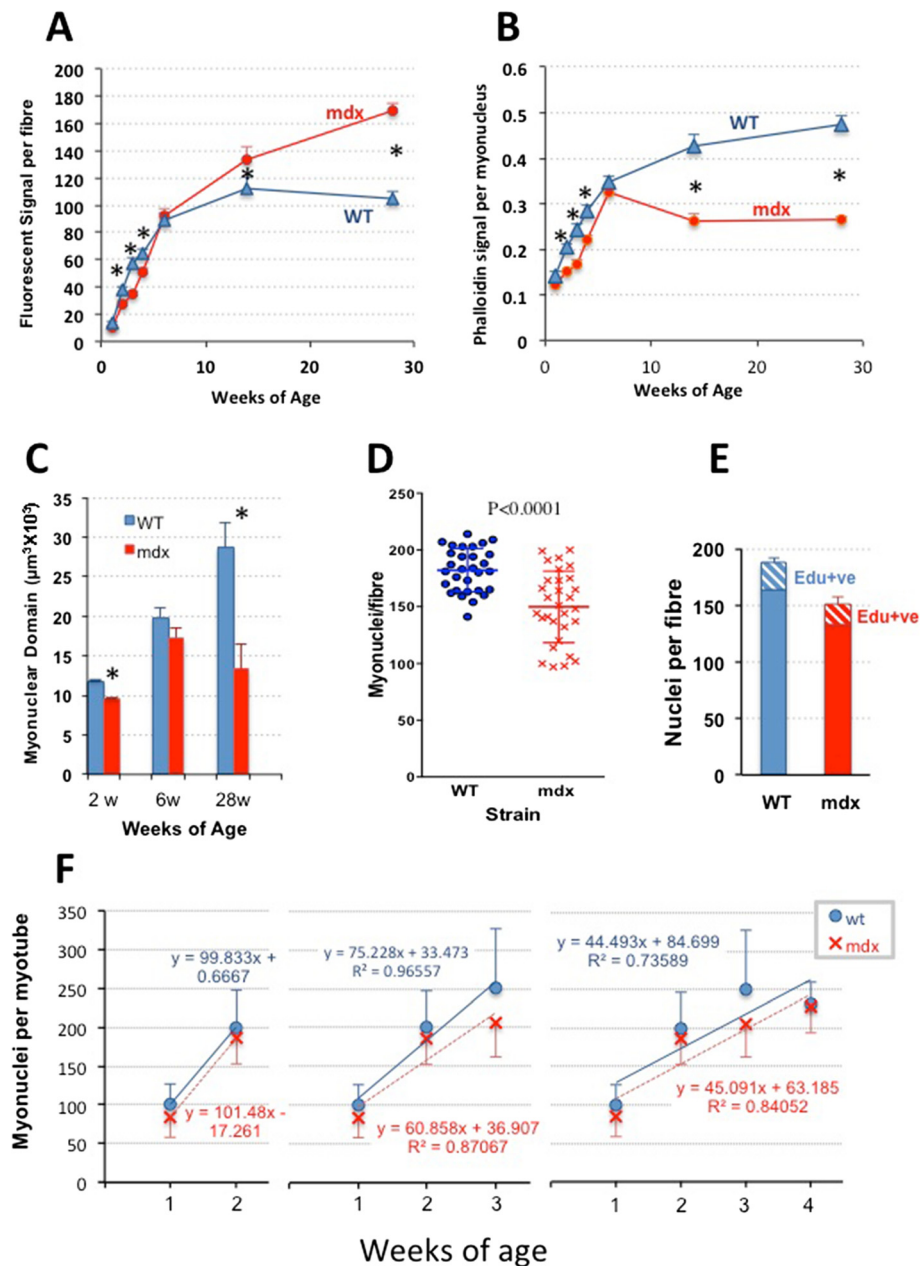 A
200
180
160
140
120
100
80
60
40
20
0
Fluorescent Signal per fibre
mdx
WT
*
*
*
*
*
0
10
20
30
Weeks of Age
B
0.6
0.5
0.4
0.3
0.2
0.1
0
Phalloidin signal per myonucleus
WT
mdx
*
*
*
*
*
0
10
20
30
Weeks of Age
C
35
30
25
20
15
10
5
0
Myonuclear Domain (µm³X10³)
WT
mdx
*
*
2 w
6w
28w
Weeks of Age
D
250
200
150
100
50
0
Myonuclei/fibre
P<0.0001
WT
mdx
Strain
E
200
150
100
50
0
Nuclei per fibre
Edu+ve
Edu+ve
WT
mdx
F
Myonuclei per myotube
350
300
250
200
150
100
50
0
y = 99.833x +
0.6667
y = 101.48x -
17.261
1
2
y = 75.228x + 33.473
R² = 0.96557
y = 60.858x + 36.907
R² = 0.87067
1
2
3
y = 44.493x + 84.699
R² = 0.73589
y = 45.091x + 63.185
R² = 0.84052
1
2
3
4
wt
mdx
Weeks of age